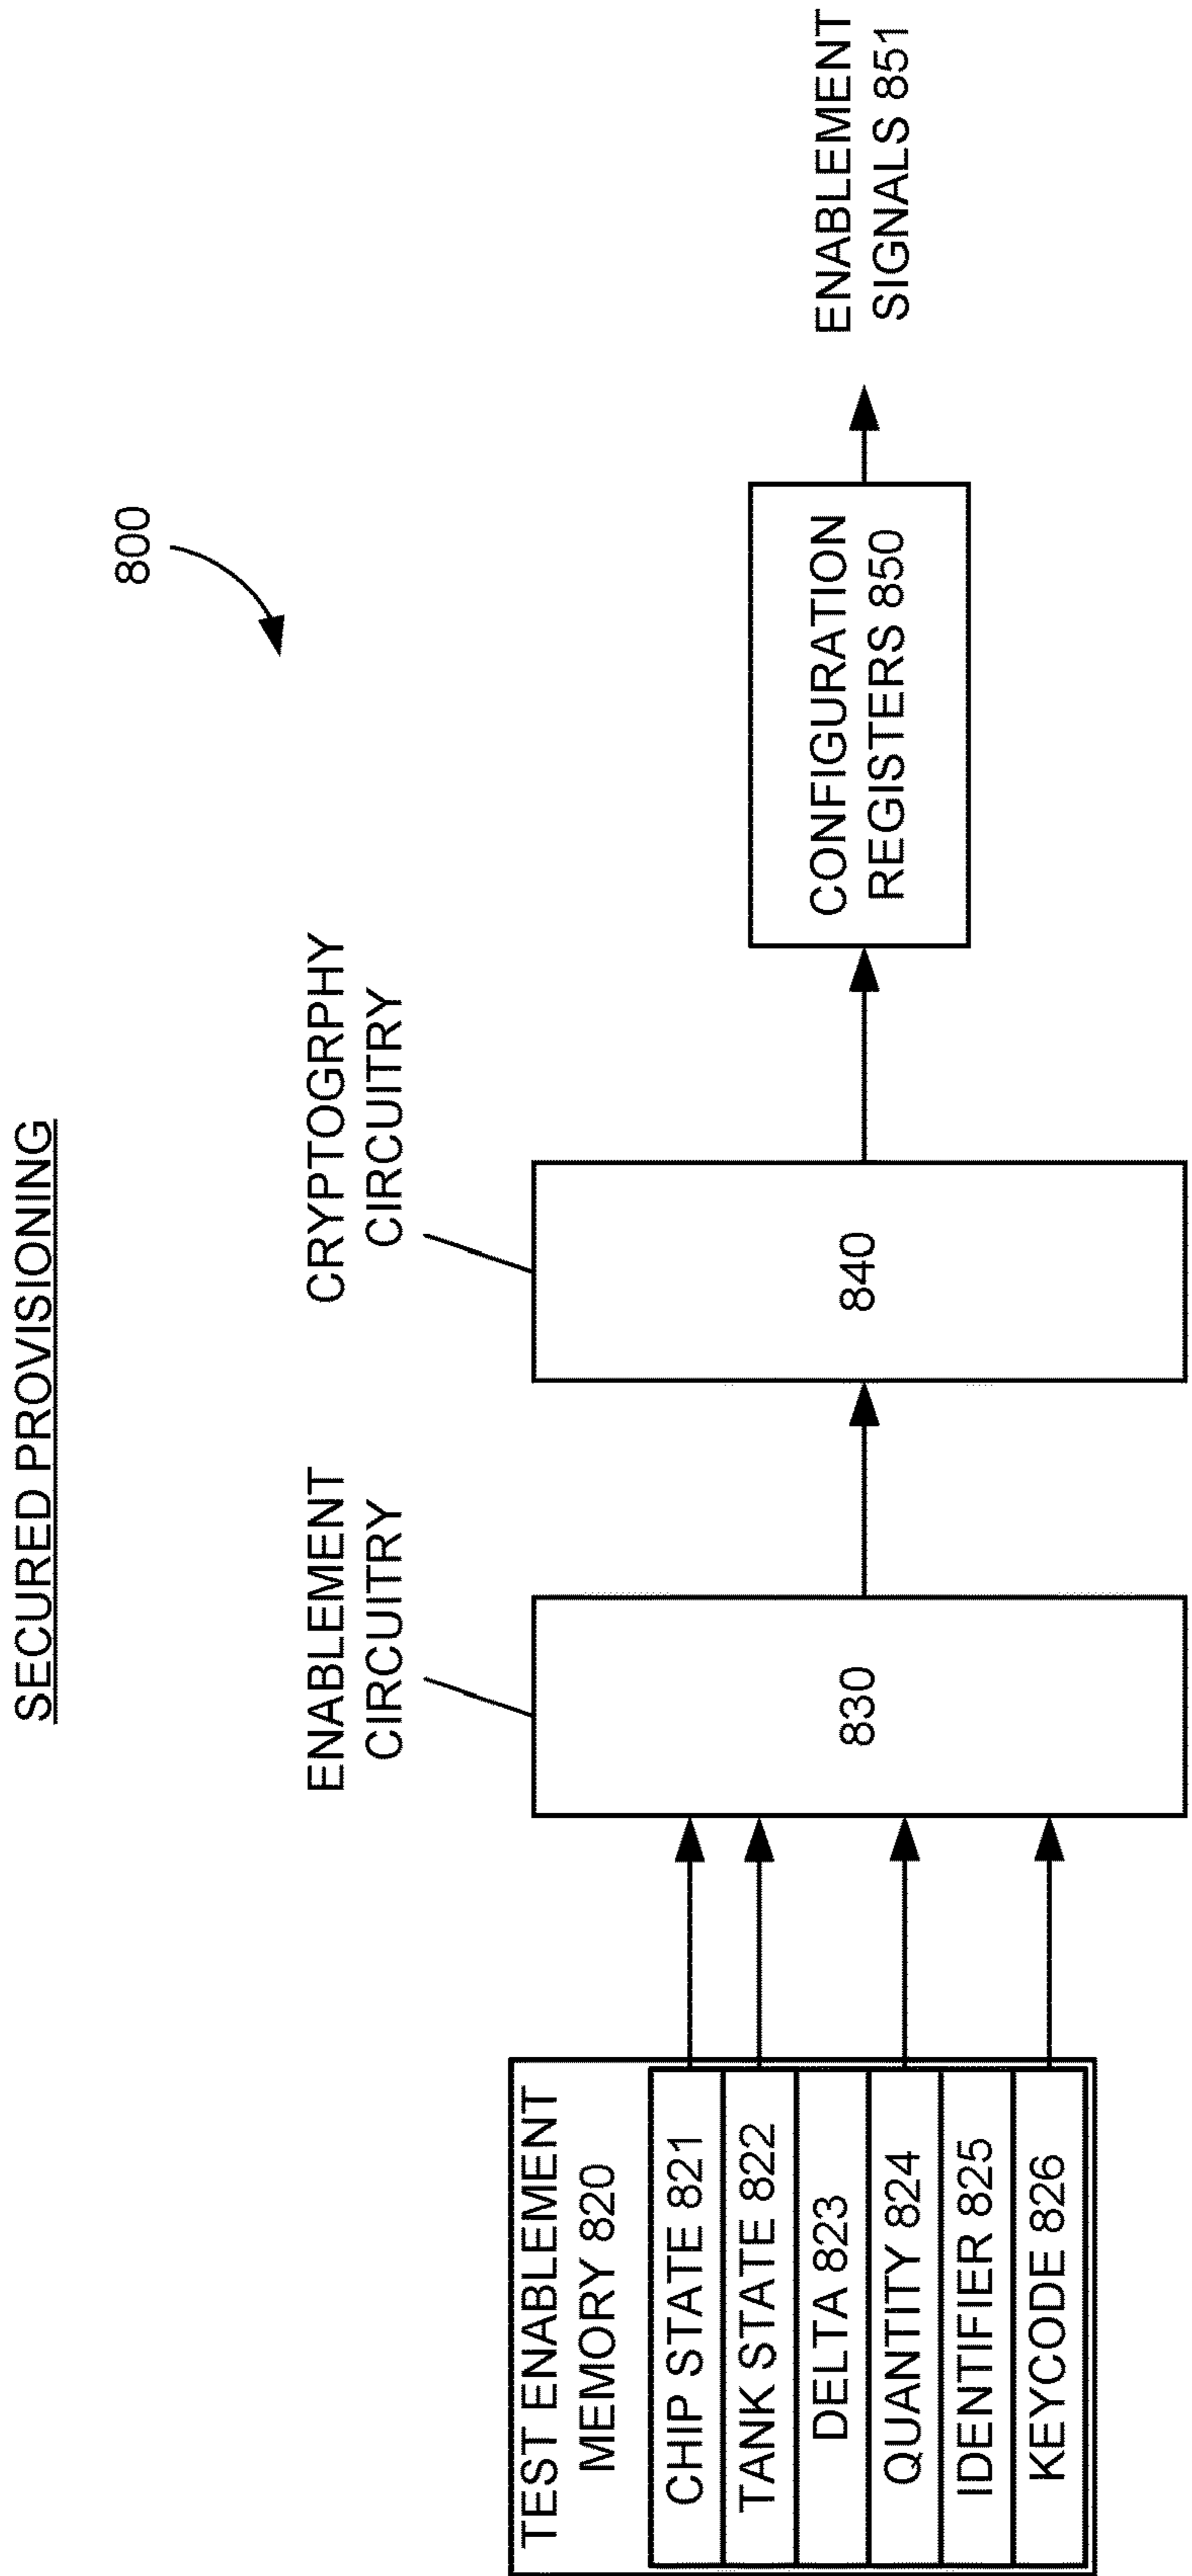 SECURED PROVISIONING
800
TEST ENABLEMENT
MEMORY 820
CHIP STATE 821
TANK STATE 822
DELTA 823
QUANTITY 824
IDENTIFIER 825
KEYCODE 826
ENABLEMENT
CIRCUITRY
830
CRYPTOGRPHY
CIRCUITRY
840
CONFIGURATION
REGISTERS 850
ENABLEMENT
SIGNALS 851